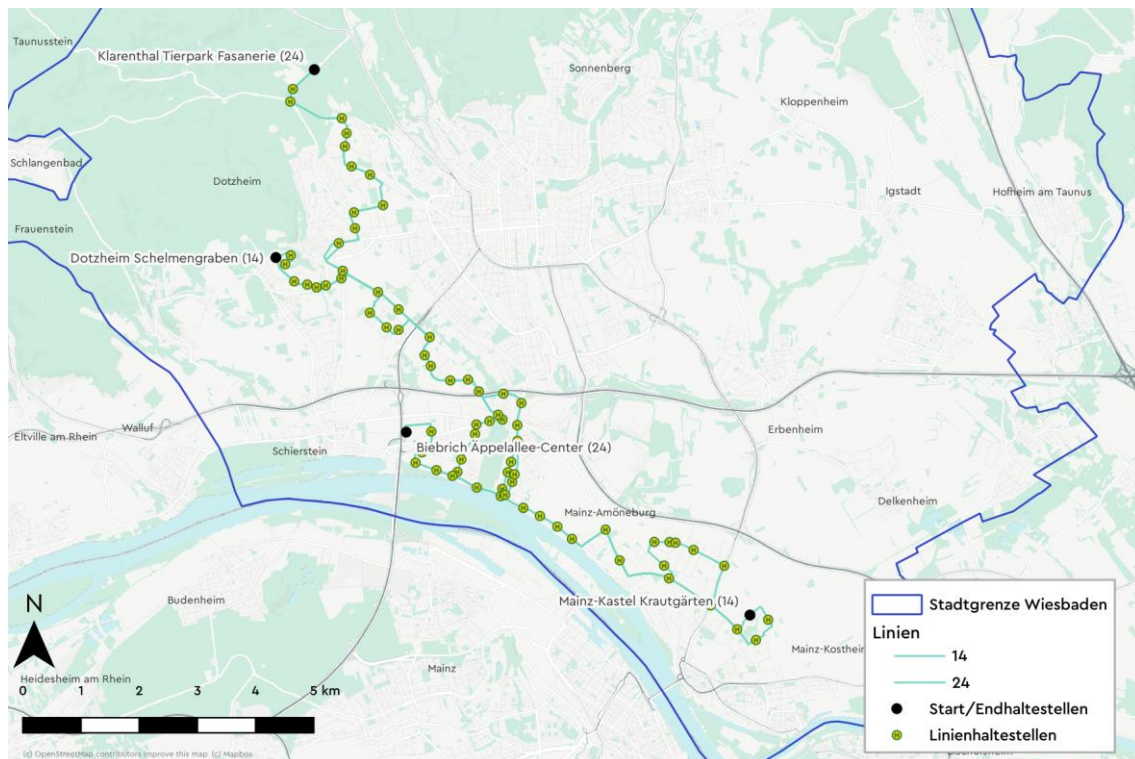 Taunusstein
Klarenthal Tierpark Fasanerie (24)
Sonnenberg
Kloppenheim
Schlangenbad
Dotzheim
Igstadt
Hofheim am Taunus
Frauenstein
Dotzheim Schelmengraben (14)
Walluf
Eltville am Rhein
Schierstein
Biebrich Äppelallee-Center (24)
Erbenheim
Delkenheim
Mainz-Amöneburg
Budenheim
Mainz-Kastel Krautgärten (14)
Mainz-Kostheim
Mainz
N
Heidesheim am Rhein
0 1 2 3 4 5 km
Stadtgrenze Wiesbaden
Linien
14
24
Start/Endhaltestellen
Linienhaltestellen
(c) OpenStreetMap contributors improve this map (c) Mapbox